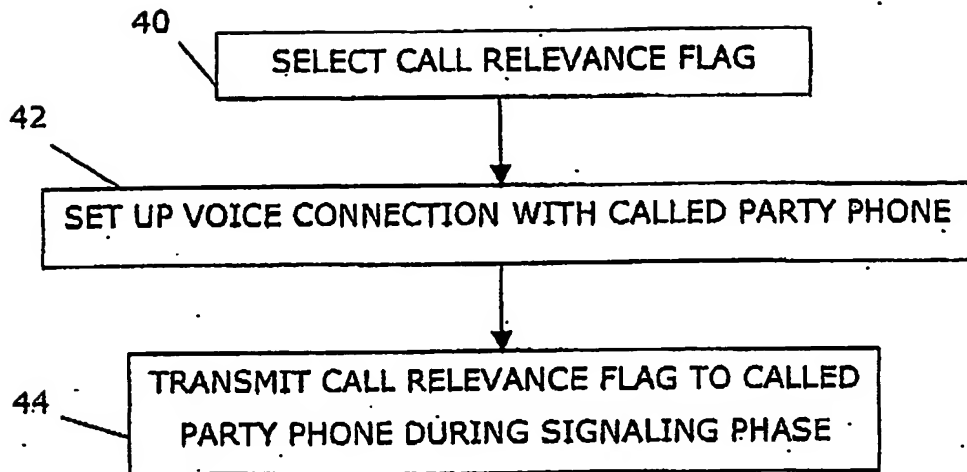 40
SELECT CALL RELEVANCE FLAG
42
SET UP VOICE CONNECTION WITH CALLED PARTY PHONE
44
TRANSMIT CALL RELEVANCE FLAG TO CALLED
PARTY PHONE DURING SIGNALING PHASE